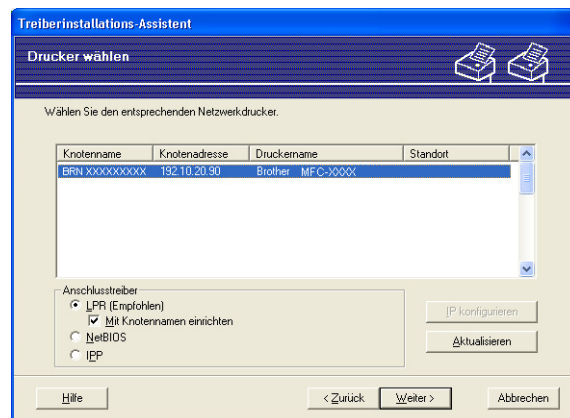 Treiberinstallations-Assistent
Drucker wählen
Wählen Sie den entsprechenden Netzwerkdrucker.
Knotenname Knotenadresse Druckername Standort
BRN XXXXXXXXX 192.10.20.90 Brother MFC-XXXX
Anschlusstreiber
LPR (Empfohlen)
Mit Knotennamen einrichten
NetBIOS
IPP
IP konfigurieren
Aktualisieren
Hilfe < Zurück Weiter > Abbrechen